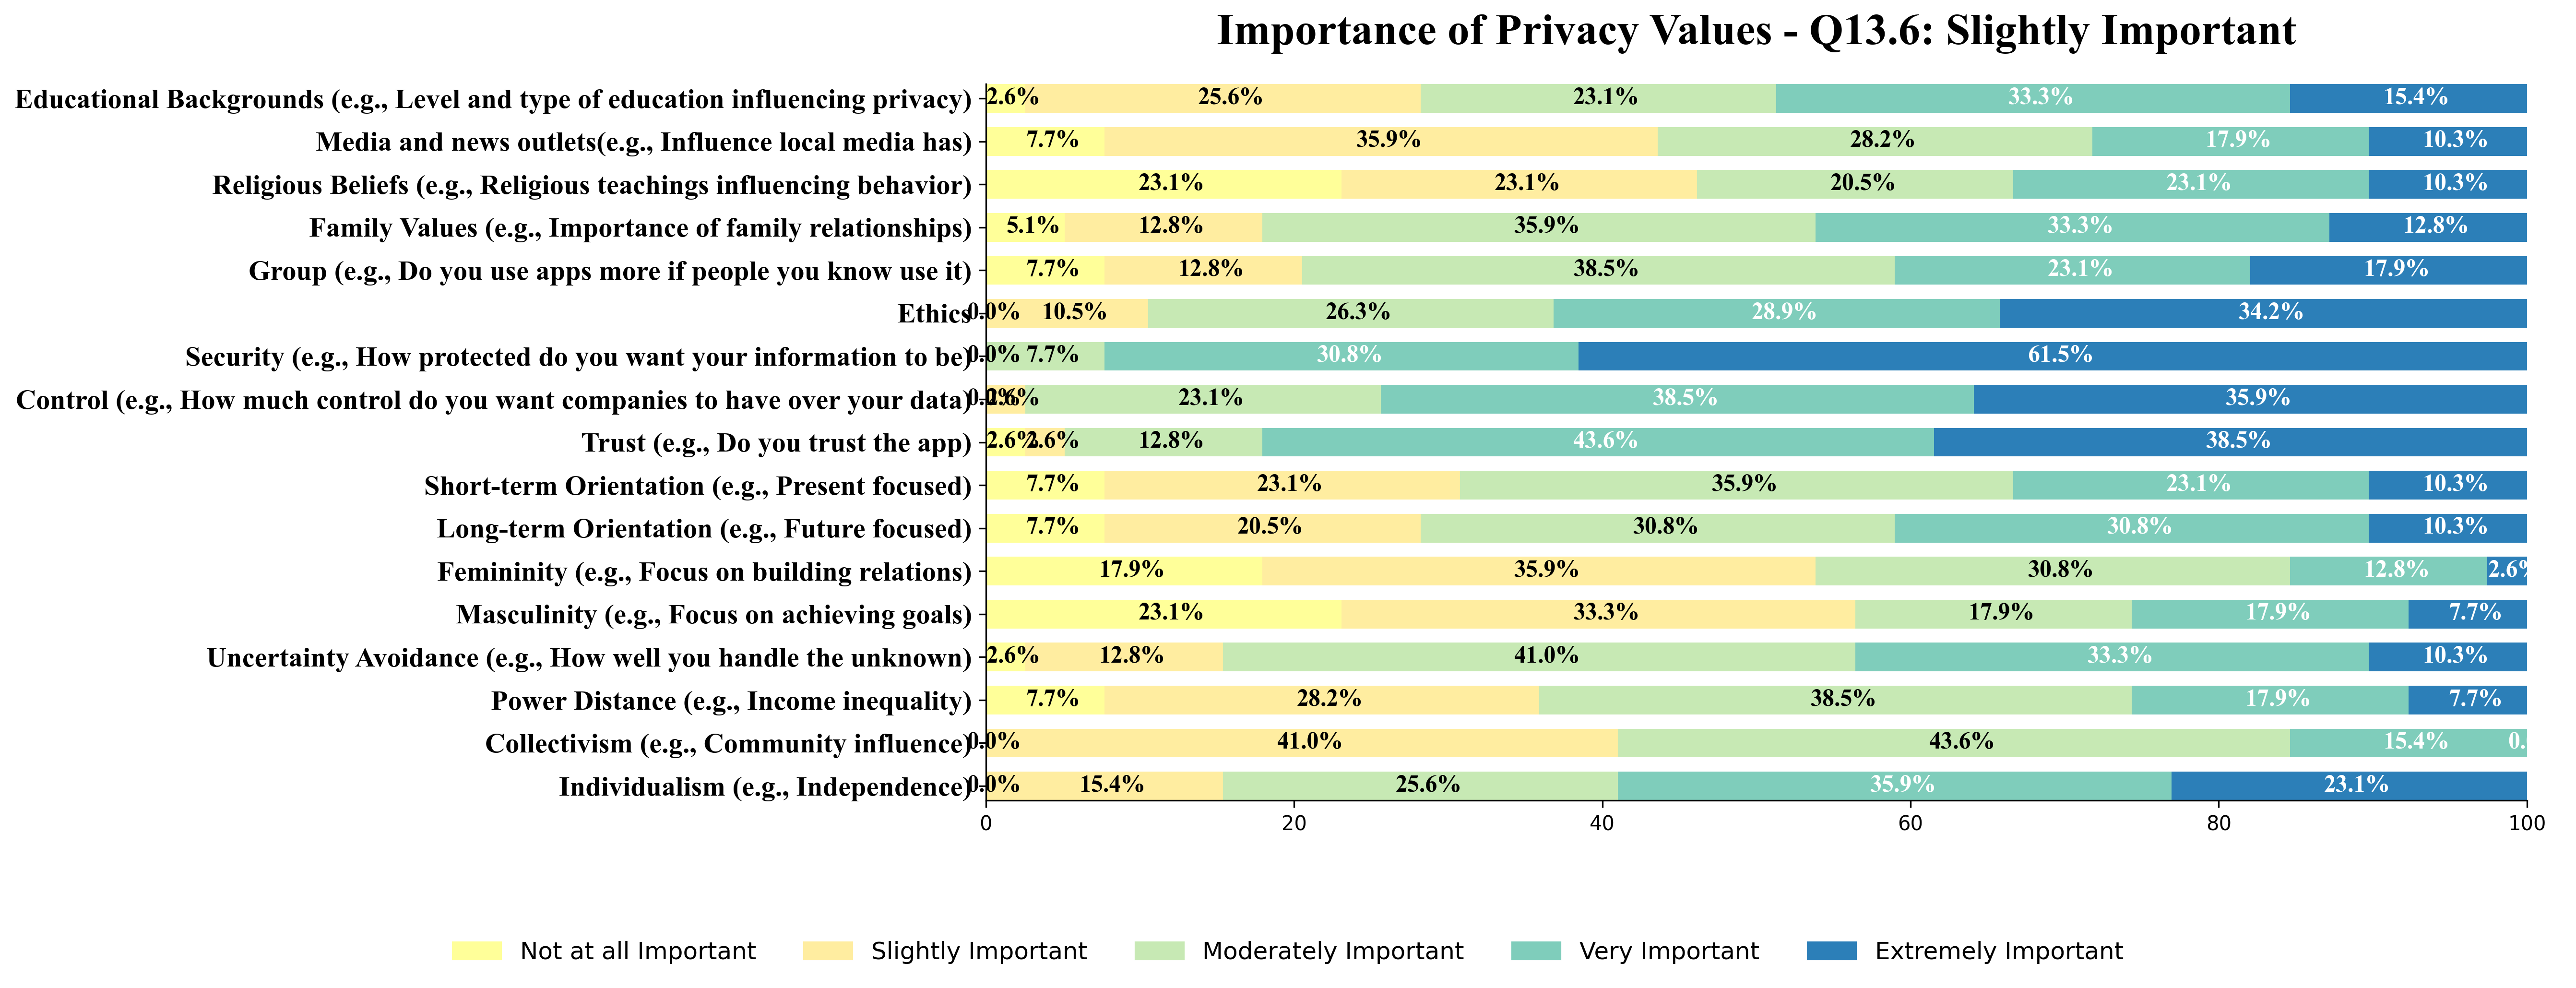 Importance of Privacy Values - Q13.6: Slightly Important
Educational Backgrounds (e.g., Level and type of education influencing privacy) 2.6% 25.6% 23.1% 33.3% 15.4%
Media and news outlets(e.g., Influence local media has) 7.7% 35.9% 28.2% 17.9% 10.3%
Religious Beliefs (e.g., Religious teachings influencing behavior) 23.1% 23.1% 20.5% 23.1% 10.3%
Family Values (e.g., Importance of family relationships) 5.1% 12.8% 35.9% 33.3% 12.8%
Group (e.g., Do you use apps more if people you know use it) 7.7% 12.8% 38.5% 23.1% 17.9%
Ethics 0.0% 10.5% 26.3% 28.9% 34.2%
Security (e.g., How protected do you want your information to be) 0.0% 7.7% 30.8% 61.5%
Control (e.g., How much control do you want companies to have over your data) 0.0% 2.6% 23.1% 38.5% 35.9%
Trust (e.g., Do you trust the app) 2.6% 2.6% 12.8% 43.6% 38.5%
Short-term Orientation (e.g., Present focused) 7.7% 23.1% 35.9% 23.1% 10.3%
Long-term Orientation (e.g., Future focused) 7.7% 20.5% 30.8% 30.8% 10.3%
Femininity (e.g., Focus on building relations) 17.9% 35.9% 30.8% 12.8% 2.6%
Masculinity (e.g., Focus on achieving goals) 23.1% 33.3% 17.9% 17.9% 7.7%
Uncertainty Avoidance (e.g., How well you handle the unknown) 2.6% 12.8% 41.0% 33.3% 10.3%
Power Distance (e.g., Income inequality) 7.7% 28.2% 38.5% 17.9% 7.7%
Collectivism (e.g., Community influence) 0.0% 41.0% 43.6% 15.4% 0.
Individualism (e.g., Independence) 0.0% 15.4% 25.6% 35.9% 23.1%
0 20 40 60 80 100
Not at all Important Slightly Important Moderately Important Very Important Extremely Important